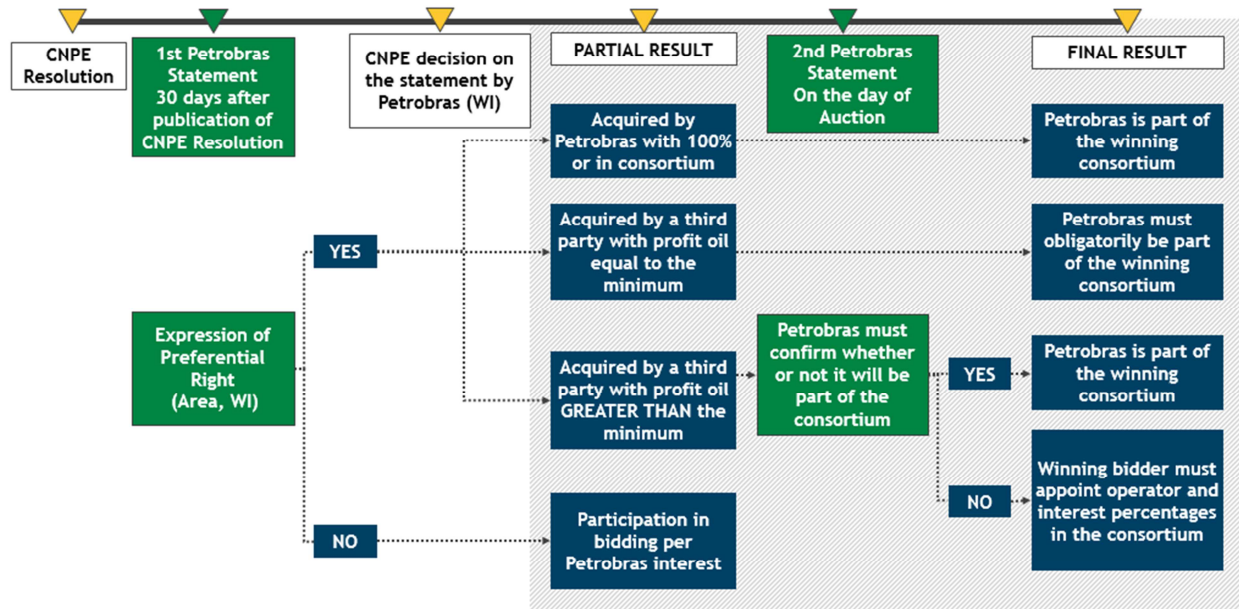 CNPE
Resolution
1st Petrobras
Statement
30 days after
publication of
CNPE Resolution
CNPE decision on
the statement by
Petrobras (WI)
PARTIAL RESULT
2nd Petrobras
Statement
On the day of
Auction
FINAL RESULT
Acquired by
Petrobras with 100%
or in consortium
Petrobras is part of
the winning
consortium
YES
Acquired by a third
party with profit oil
equal to the
minimum
Petrobras must
obligatorily be part
of the winning
consortium
Expression of
Preferential
Right
(Area, WI)
Acquired by a third
party with profit oil
GREATER THAN the
minimum
Petrobras must
confirm whether
or not it will be
part of the
consortium
YES
Petrobras is part of
the winning
consortium
NO
Winning bidder must
appoint operator and
interest percentages
in the consortium
NO
Participation in
bidding per
Petrobras interest